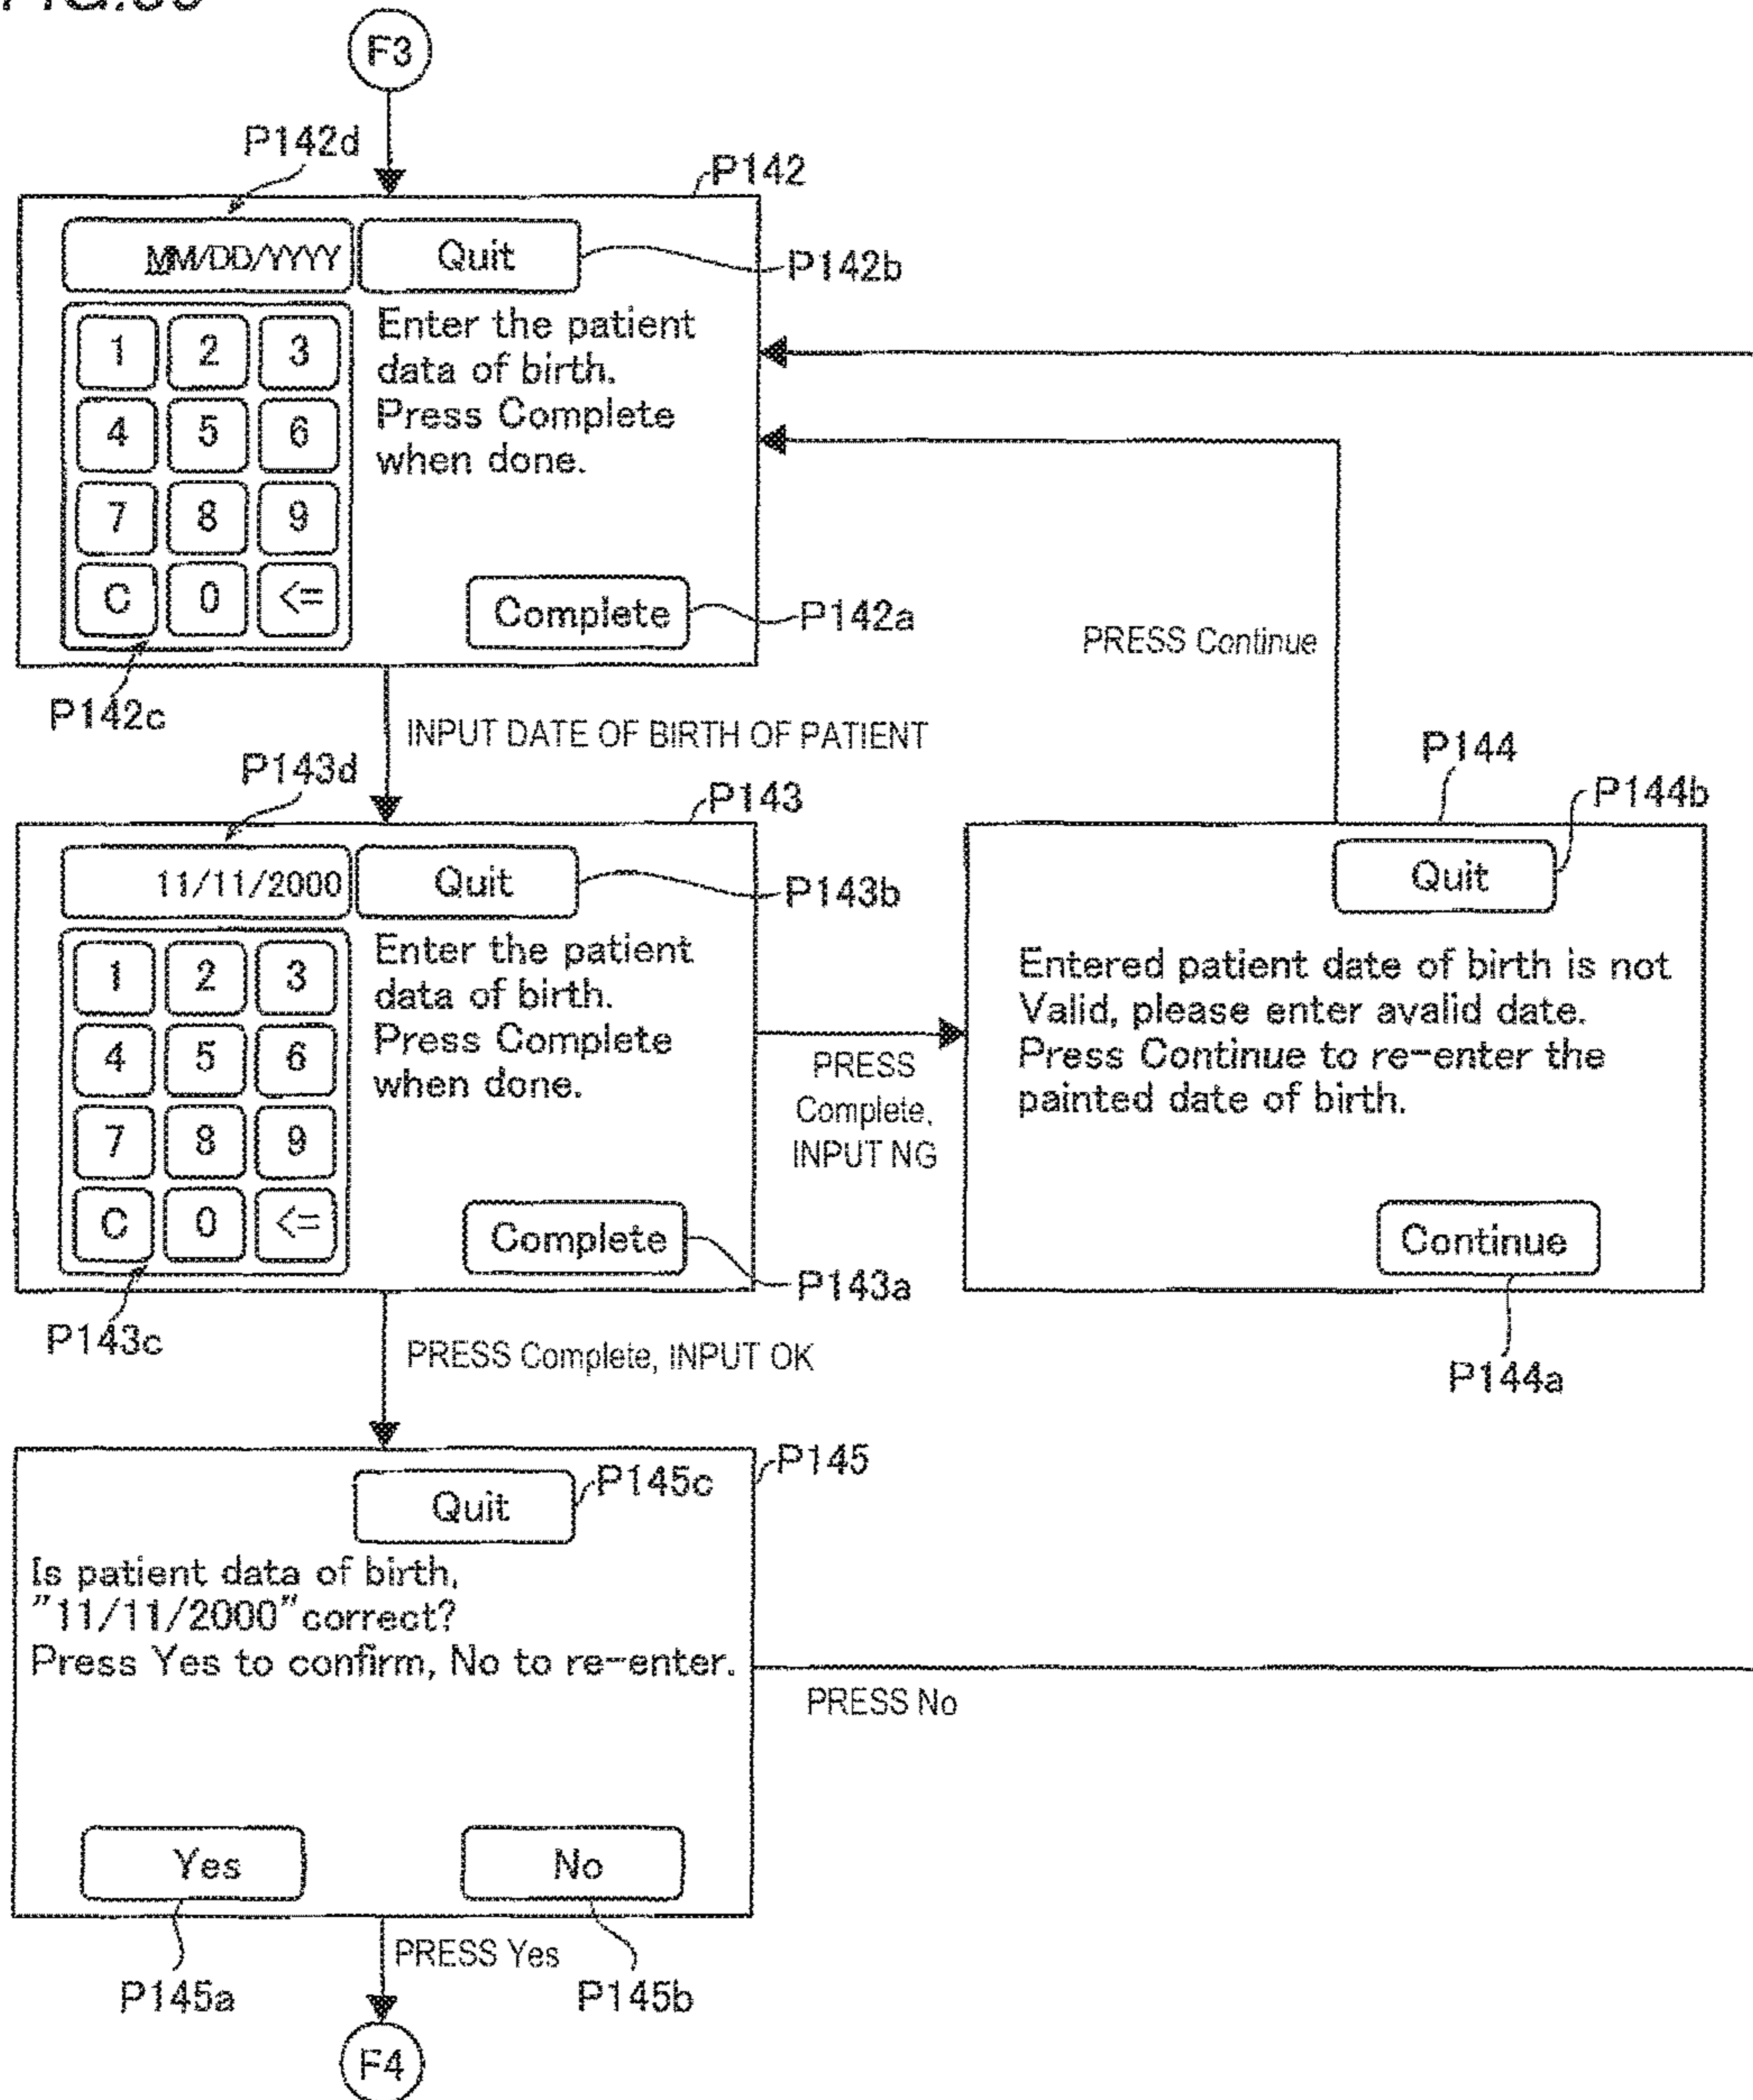 F3
P142d
P142
MM/DD/YYYY
Quit
P142b
1 2 3
4 5 6
7 8 9
C 0 <=
Enter the patient
data of birth.
Press Complete
when done.
Complete
P142a
P142c
PRESS Continue
INPUT DATE OF BIRTH OF PATIENT
P143d
P143
11/11/2000
Quit
P143b
1 2 3
4 5 6
7 8 9
C 0 <=
Enter the patient
data of birth.
Press Complete
when done.
Complete
P143a
P143c
PRESS
Complete,
INPUT NG
P144
P144b
Quit
Entered patient date of birth is not
Valid, please enter avalid date.
Press Continue to re-enter the
painted date of birth.
Continue
P144a
PRESS Complete, INPUT OK
P145
Quit
P145c
Is patient data of birth,
"11/11/2000"correct?
Press Yes to confirm, No to re-enter.
PRESS No
Yes
No
P145a
PRESS Yes
P145b
F4